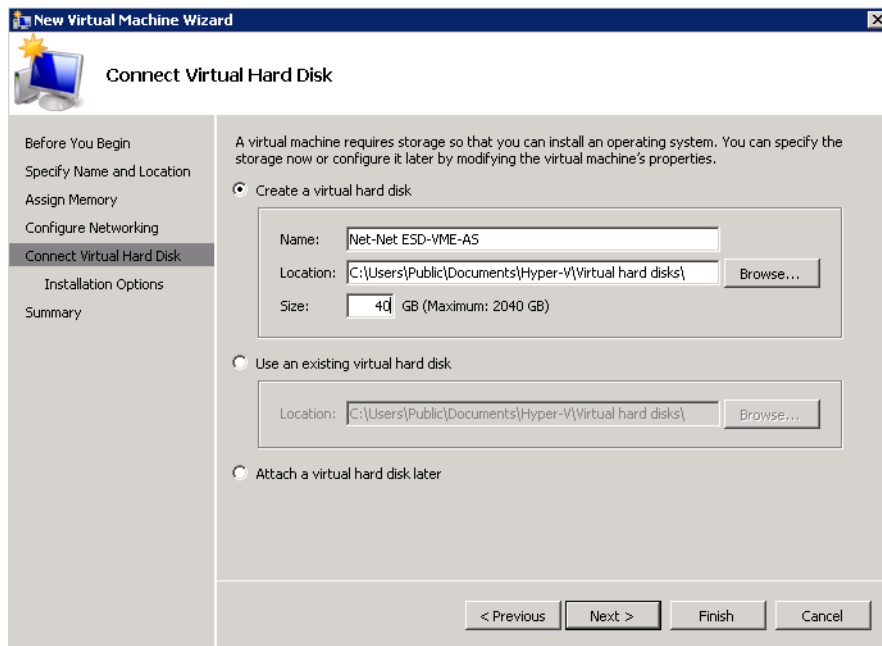 New Virtual Machine Wizard
Connect Virtual Hard Disk
Before You Begin
Specify Name and Location
Assign Memory
Configure Networking
Connect Virtual Hard Disk
Installation Options
Summary
A virtual machine requires storage so that you can install an operating system. You can specify the
storage now or configure it later by modifying the virtual machine's properties.
Create a virtual hard disk
Name: Net-Net ESD-VME-AS
Location: C:\Users\Public\Documents\Hyper-V\Virtual hard disks\ Browse...
Size: 40 GB (Maximum: 2040 GB)
Use an existing virtual hard disk
Location: C:\Users\Public\Documents\Hyper-V\Virtual hard disks\ Browse...
Attach a virtual hard disk later
< Previous Next > Finish Cancel